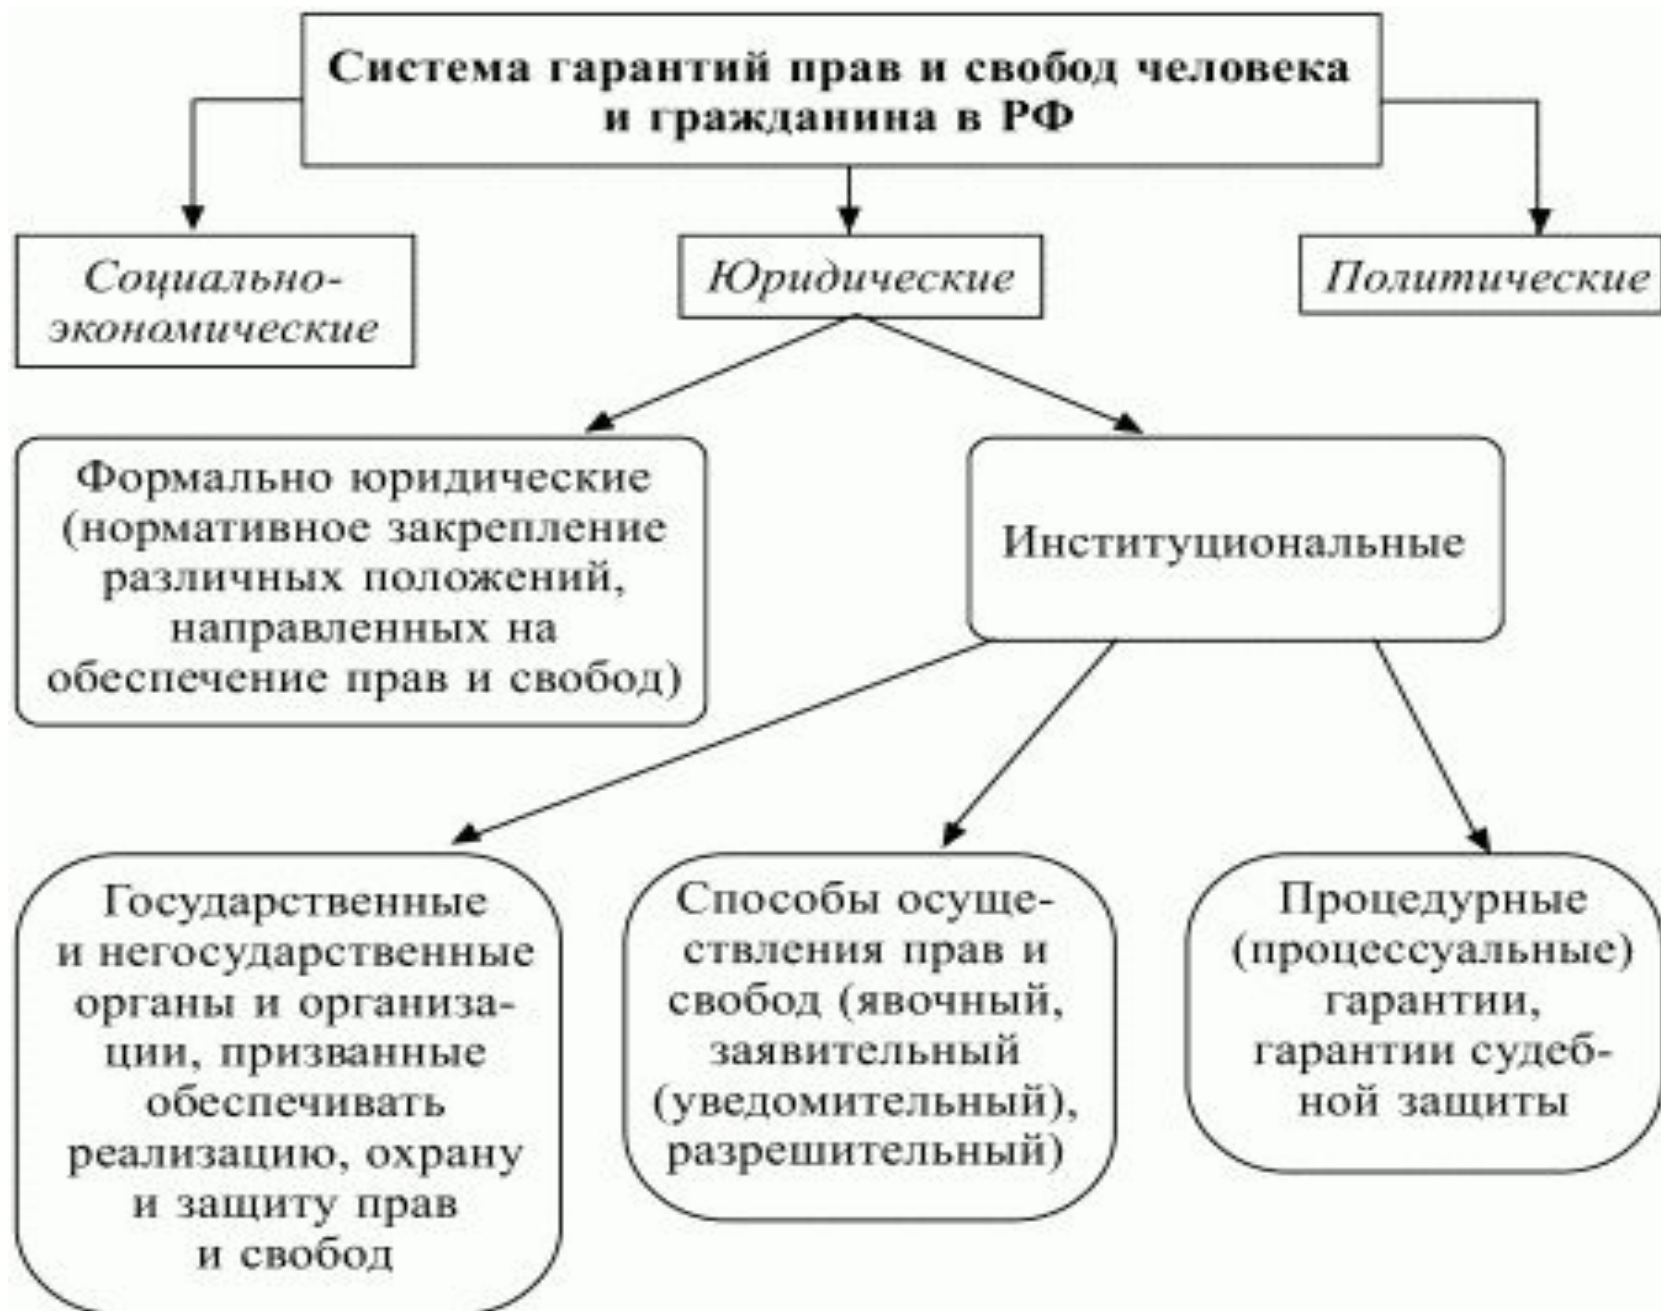 Система гарантий прав и свобод человека
и гражданина в РФ
Социально-
экономические
Юридические
Политические
Формально юридические
(нормативное закрепление
различных положений,
направленных на
обеспечение прав и свобод)
Институциональные
Государственные
и негосударственные
органы и организа-
ции, призванные
обеспечивать
реализацию, охрану
и защиту прав
и свобод
Способы осуще-
ствления прав и
свобод (явочный,
заявительный
(уведомительный),
разрешительный)
Процедурные
(процессуальные)
гарантии,
гарантии судеб-
ной защиты